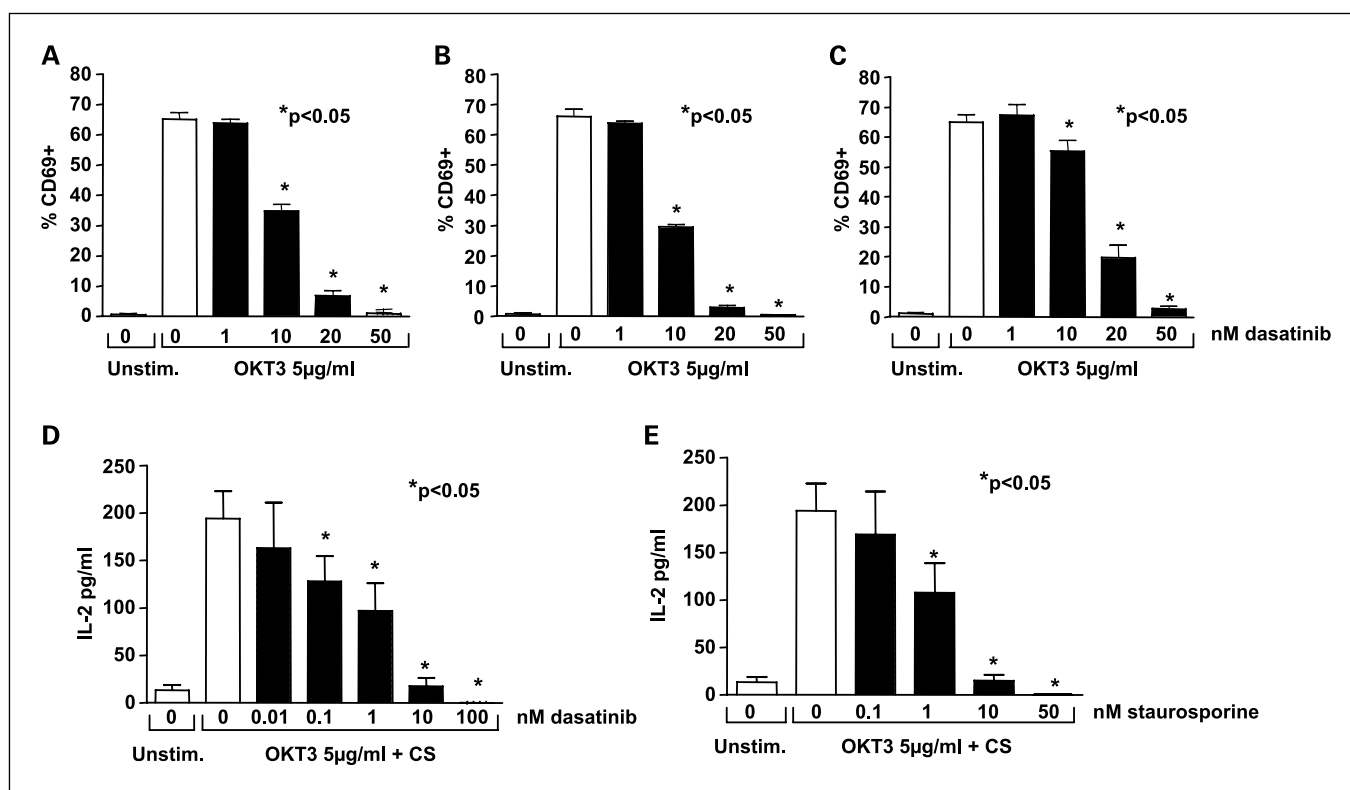 A
80
70
60
50
40
30
20
10
0
% CD69+
*p<0.05
*
*
*
0 0 1 10 20 50
Unstim. OKT3 5µg/ml
B
80
70
60
50
40
30
20
10
0
% CD69+
*p<0.05
*
*
*
0 0 1 10 20 50
Unstim. OKT3 5µg/ml
C
80
70
60
50
40
30
20
10
0
% CD69+
*p<0.05
*
*
*
0 0 1 10 20 50 nM dasatinib
Unstim. OKT3 5µg/ml
D
250
200
150
100
50
0
IL-2 pg/ml
*p<0.05
*
*
*
*
0 0 0.01 0.1 1 10 100 nM dasatinib
Unstim. OKT3 5µg/ml + CS
E
250
200
150
100
50
0
IL-2 pg/ml
*p<0.05
*
*
*
0 0 0.1 1 10 50 nM staurosporine
Unstim. OKT3 5µg/ml + CS